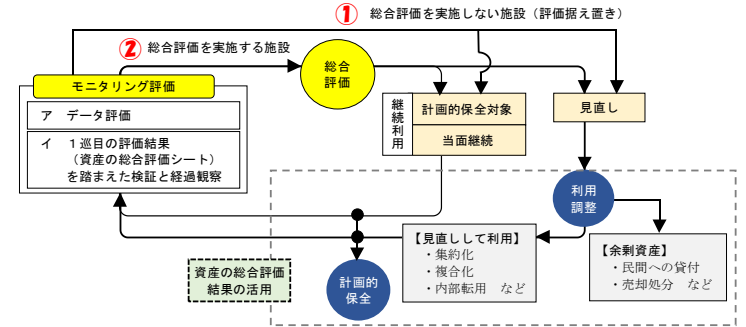 ① 総合評価を実施しない施設（評価据え置き）
② 総合評価を実施する施設
総合
評価
モニタリング評価
ア データ評価
イ １巡目の評価結果
（資産の総合評価シート）
を踏まえた検証と経過観察
継続利用
計画的保全対象
当面継続
見直し
利用
調整
【見直しして利用】
・集約化
・複合化
・内部転用 など
【余剰資産】
・民間への貸付
・売却処分 など
資産の総合評価
結果の活用
計画的
保全